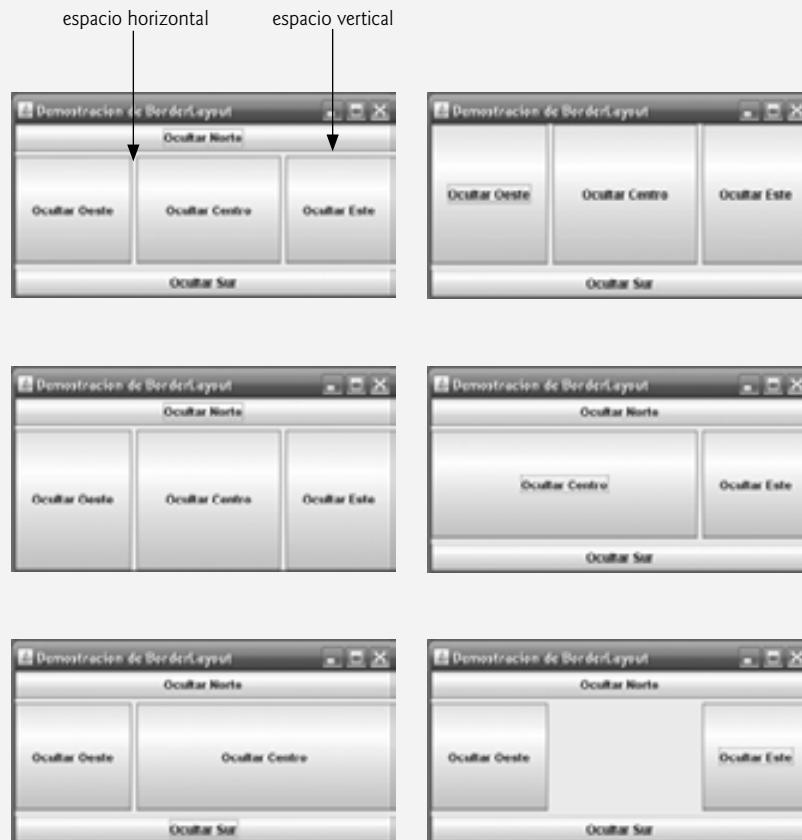 espacio horizontal espacio vertical
Demostracion de BorderLayout
Ocultar Norte
Ocultar Oeste Ocultar Centro Ocultar Este
Ocultar Sur
Demostracion de BorderLayout
Ocultar Oeste Ocultar Centro Ocultar Este
Ocultar Sur
Demostracion de BorderLayout
Ocultar Norte
Ocultar Oeste Ocultar Centro Ocultar Este
Demostracion de BorderLayout
Ocultar Norte
Ocultar Centro Ocultar Este
Ocultar Sur
Demostracion de BorderLayout
Ocultar Norte
Ocultar Oeste Ocultar Centro
Ocultar Sur
Demostracion de BorderLayout
Ocultar Norte
Ocultar Oeste Ocultar Este
Ocultar Sur